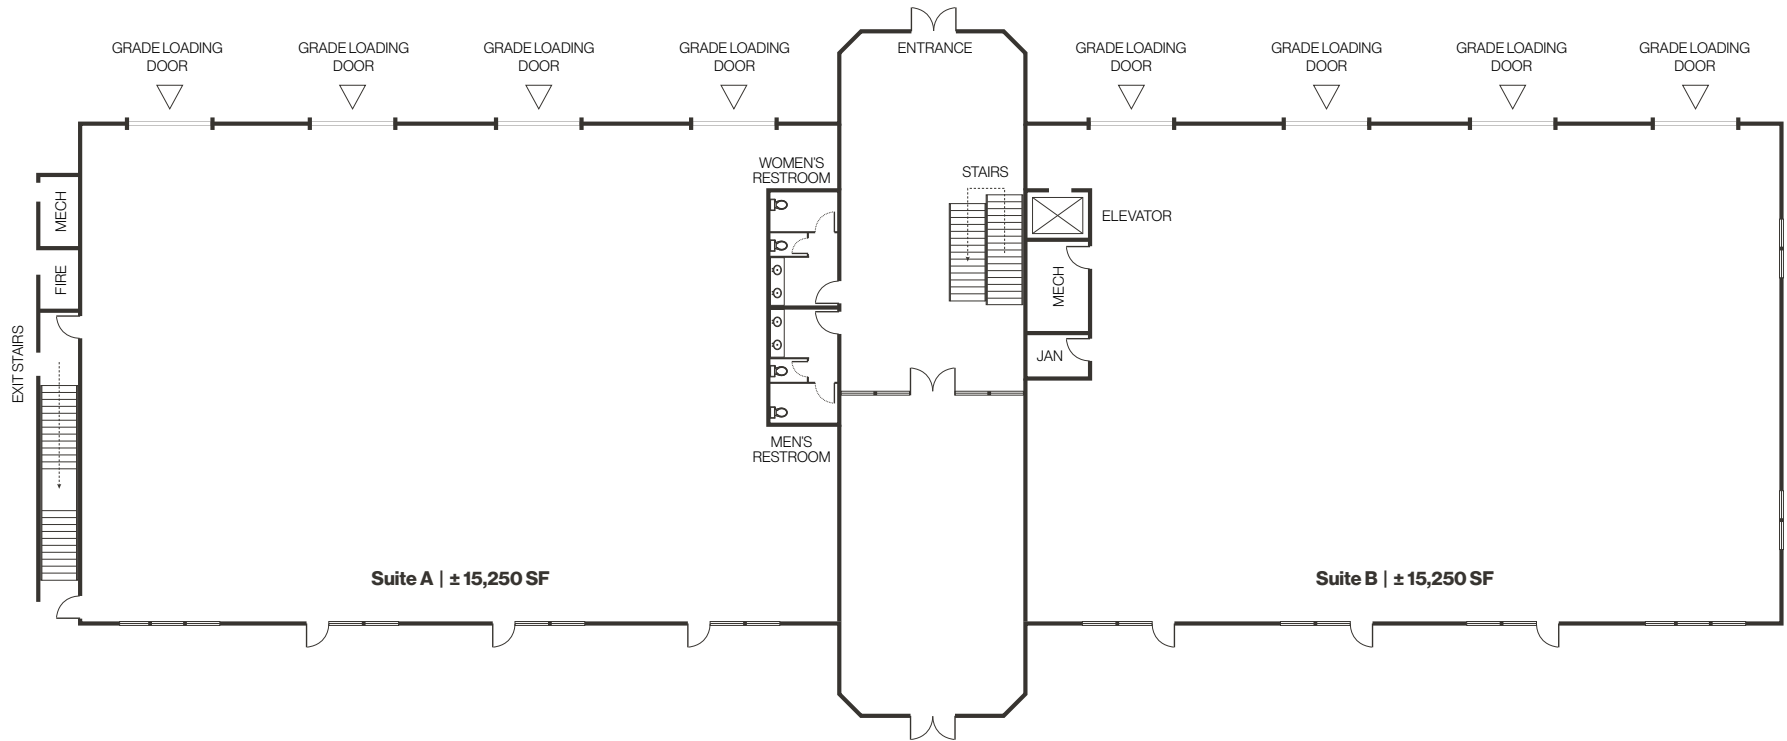 GRADE LOADING
DOOR
GRADE LOADING
DOOR
GRADE LOADING
DOOR
GRADE LOADING
DOOR
ENTRANCE
GRADE LOADING
DOOR
GRADE LOADING
DOOR
GRADE LOADING
DOOR
GRADE LOADING
DOOR
WOMEN'S
RESTROOM
STAIRS
MECH
ELEVATOR
FIRE
MECH
EXIT STAIRS
JAN
MEN'S
RESTROOM
Suite A | ± 15,250 SF
Suite B | ± 15,250 SF